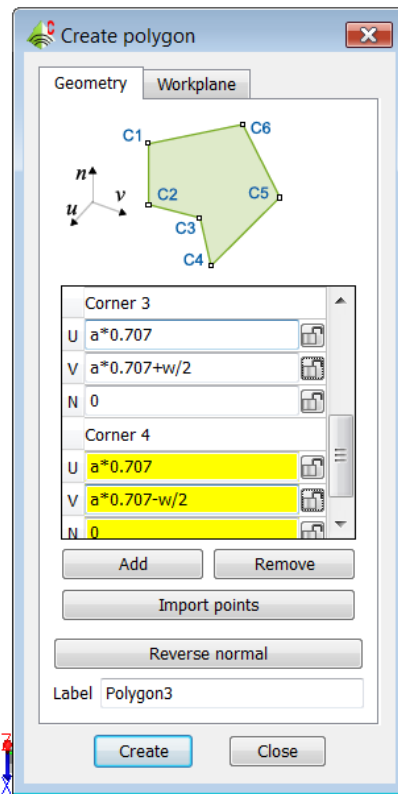 Create polygon
Geometry Workplane
C1 C6
n
v
u
C2 C5
C3
C4
Corner 3
U a*0.707
V a*0.707+w/2
N 0
Corner 4
U a*0.707
V a*0.707-w/2
N 0
Add Remove
Import points
Reverse normal
Label Polygon3
Create Close
Z
X